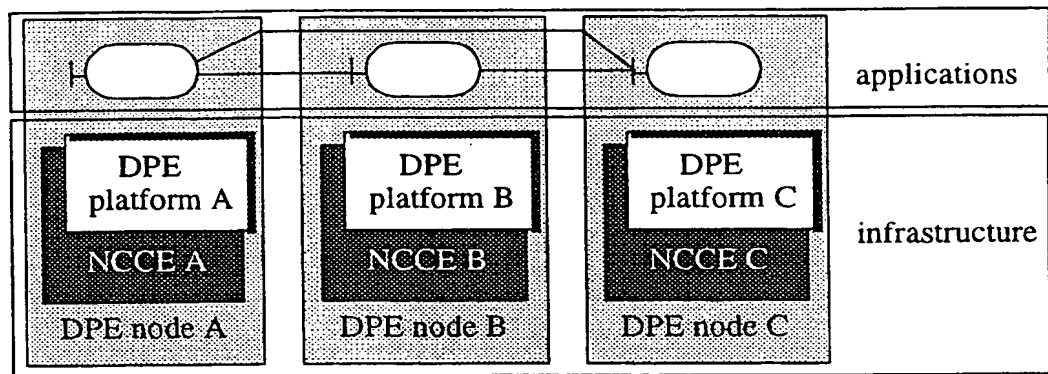 applications
DPE
platform A
DPE
platform B
DPE
platform C
infrastructure
NCCE A
NCCE B
NCCE C
DPE node A
DPE node B
DPE node C